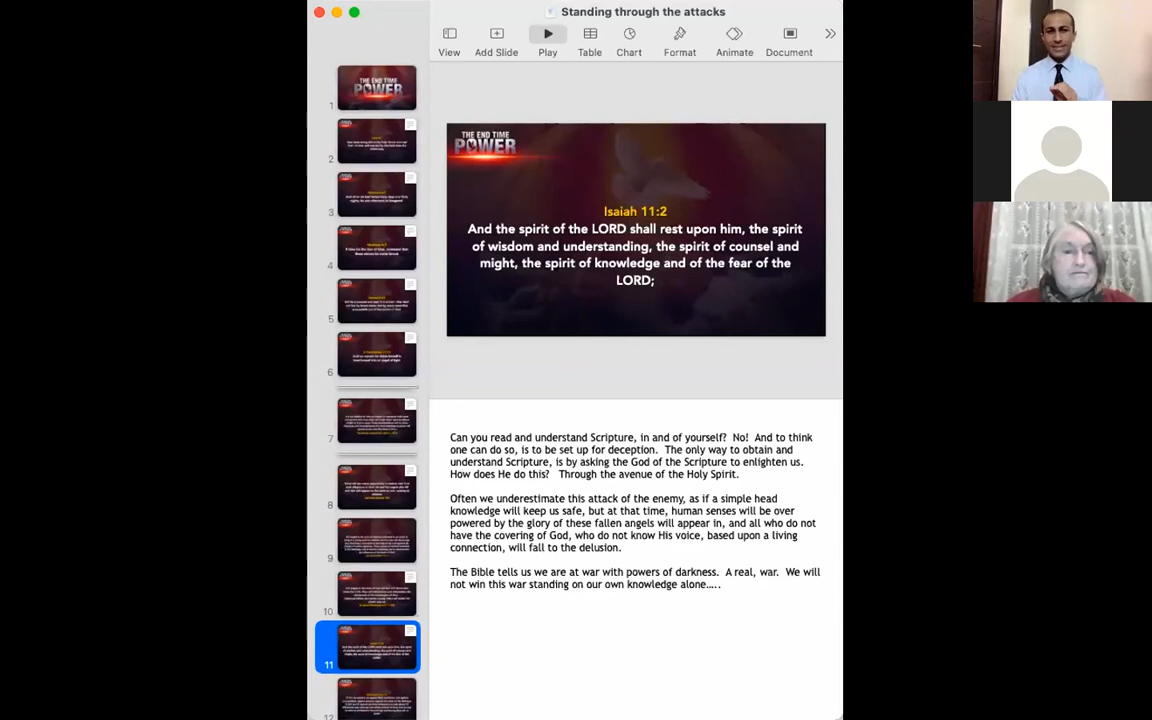 Standing through the attacks
View
Add Slide
Play
Table
Chart
Format
Animate
Document
THE END TIME
POWER
Isaiah 11:2
And the spirit of the LORD shall rest upon him, the spirit
of wisdom and understanding, the spirit of counsel and
might, the spirit of knowledge and of the fear of the
LORD;
1
THE END TIME
POWER
2
3
4
5
6
7
8
9
10
11
12
Can you read and understand Scripture, in and of yourself? No! And to think
one can do so, is to be set up for deception. The only way to obtain and
understand Scripture, is by asking the God of the Scripture to enlighten us.
How does He do this? Through the avenue of the Holy Spirit.
Often we underestimate this attack of the enemy, as if a simple head
knowledge will keep us safe, but at that time, human senses will be over
powered by the glory of these fallen angels will appear in, and all who do not
have the covering of God, who do not know His voice, based upon a living
connection, will fall to the delusion.
The Bible tells us we are at war with powers of darkness. A real, war. We will
not win this war standing on our own knowledge alone…..